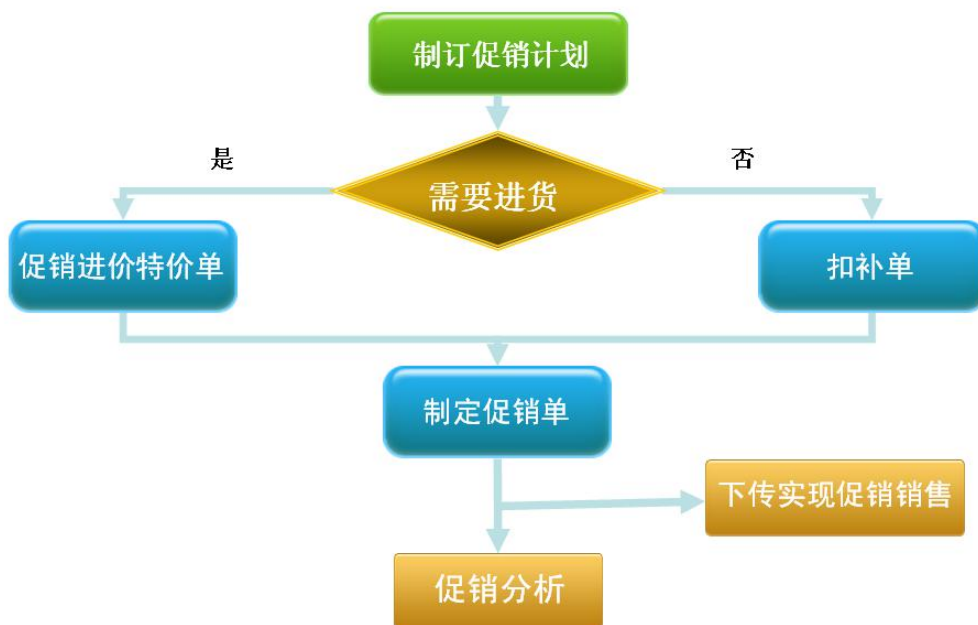 制订促销计划
是
否
需要进货
促销进价特价单
扣补单
制定促销单
下传实现促销销售
促销分析